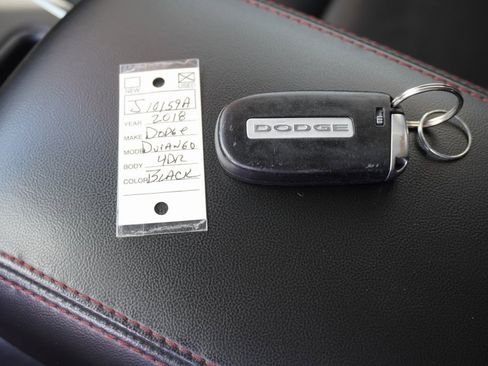 NEW USED
J10159A
YEAR 2018
MAKE Dodge
MODEL DURANGO
BODY 4DR
COLOR BLACK
DODGE